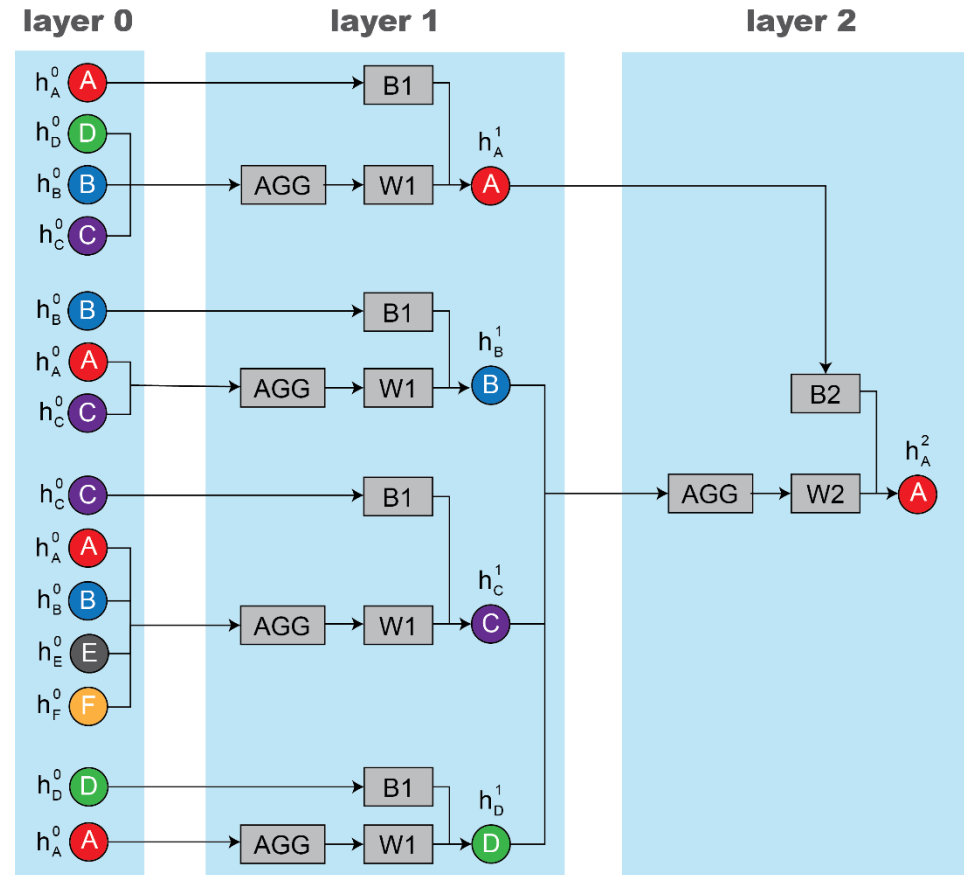 layer 0 layer 1 layer 2
h_A^0 A B1
h_D^0 D h_A^1
h_B^0 B AGG W1 A
h_C^0 C
h_B^0 B B1
h_A^0 A h_B^1
AGG W1 B
h_C^0 C B2
h_A^2
h_C^0 C B1 AGG W2 A
h_A^0 A
h_B^0 B h_C^1
AGG W1 C
h_E^0 E
h_F^0 F
h_D^0 D B1 h_D^1
h_A^0 A AGG W1 D